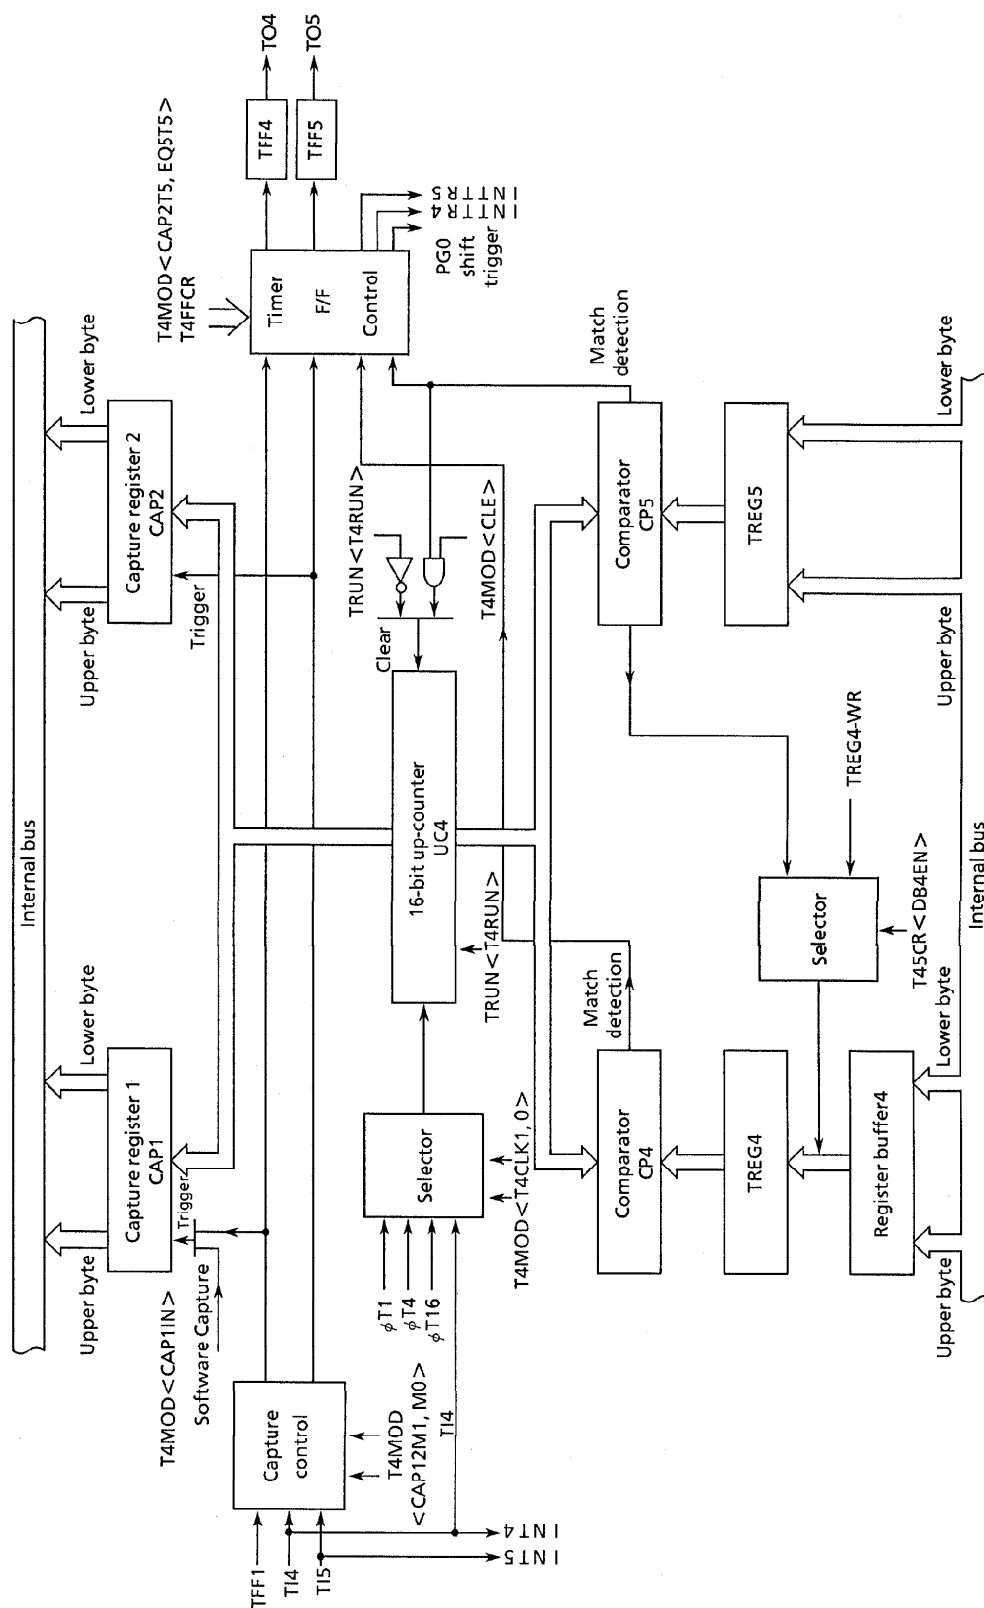 Internal bus
Upper byte
Lower byte
Upper byte
Lower byte
T4MOD<CAP1IN>
Software Capture
Capture register 1
CAP1
Trigger
Capture register 2
CAP2
Trigger
T4MOD<CAP2T5, EQ5T5>
T4FFCR
TFF1
TI4
TI5
Capture
control
T4MOD
<CAP12M1, M0>
TI4
INT4
INT5
φT1
φT4
φT16
Selector
T4MOD<T4CLK1, 0>
16-bit up-counter
UC4
TRUN<T4RUN>
Clear
TRUN<T4RUN>
T4MOD<CLE>
Timer
F/F
Control
TFF4
TO4
TFF5
TO5
INTTR5
INTTR4
PG0
shift
trigger
Match
detection
Match
detection
Comparator
CP4
Comparator
CP5
TREG4
TREG5
Register buffer4
Selector
TREG4-WR
T45CR<DB4EN>
Upper byte
Lower byte
Upper byte
Lower byte
Internal bus